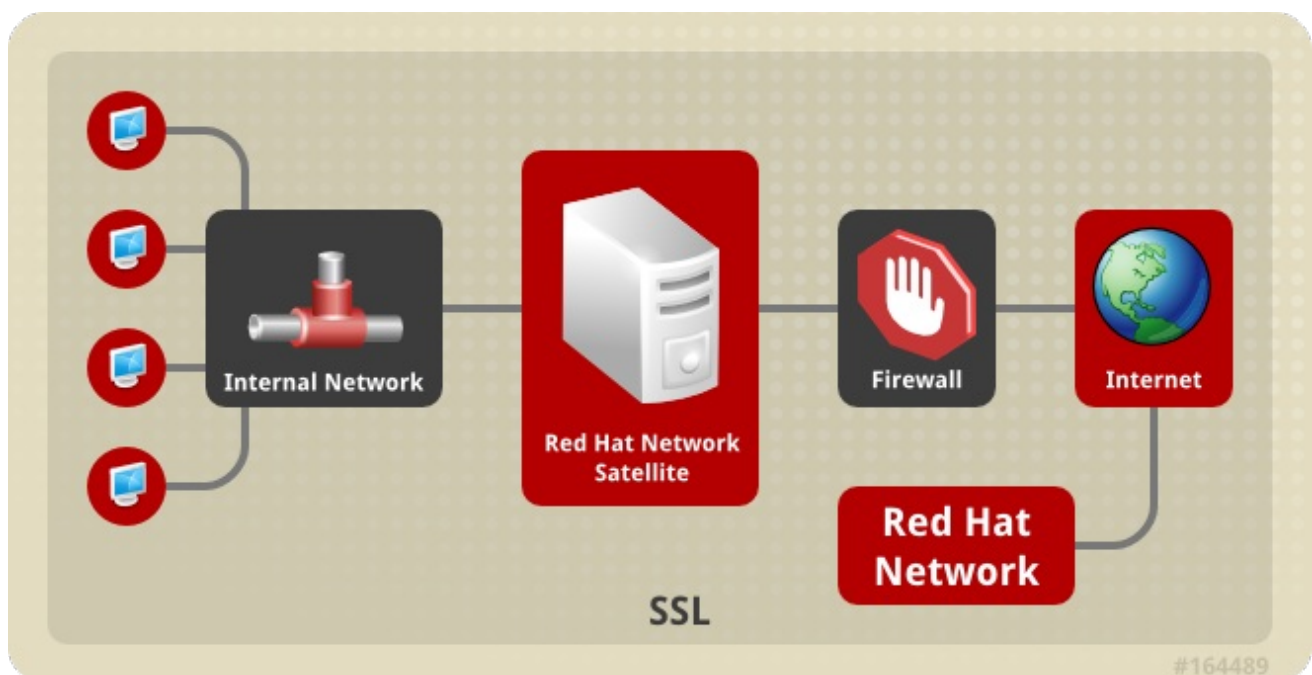 Internal Network
Red Hat Network
Satellite
Firewall
Internet
Red Hat
Network
SSL
#164489